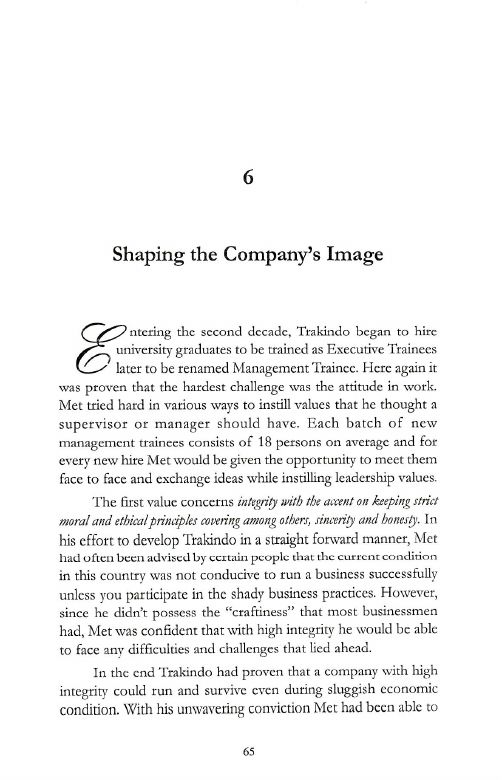 6
Shaping the Company's Image
Entering the second decade, Trakindo began to hire
university graduates to be trained as Executive Trainees
later to be renamed Management Trainee. Here again it
was proven that the hardest challenge was the attitude in work.
Met tried hard in various ways to instill values that he thought a
supervisor or manager should have. Each batch of new
management trainees consists of 18 persons on average and for
every new hire Met would be given the opportunity to meet them
face to face and exchange ideas while instilling leadership values.
The first value concerns integrity with the accent on keeping strict
moral and ethical principles covering among others, sincerity and honesty. In
his effort to develop Trakindo in a straight forward manner, Met
had often been advised by certain people that the current condition
in this country was not conducive to run a business successfully
unless you participate in the shady business practices. However,
since he didn't possess the “craftiness” that most businessmen
had, Met was confident that with high integrity he would be able
to face any difficulties and challenges that lied ahead.
In the end Trakindo had proven that a company with high
integrity could run and survive even during sluggish economic
condition. With his unwavering conviction Met had been able to
65